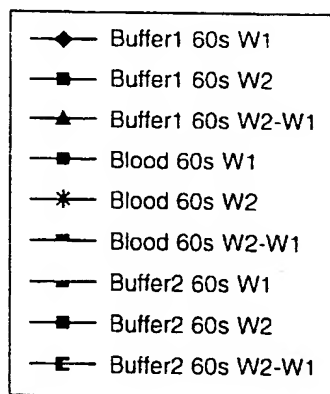 Buffer1 60s W1
Buffer1 60s W2
Buffer1 60s W2-W1
Blood 60s W1
Blood 60s W2
Blood 60s W2-W1
Buffer2 60s W1
Buffer2 60s W2
Buffer2 60s W2-W1